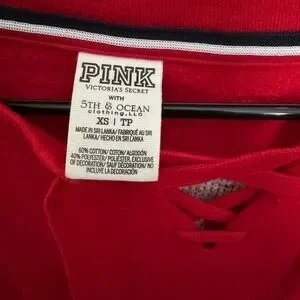 PINK
VICTORIA'S SECRET
WITH
5TH & OCEAN
clothing,LLC
XS | TP
MADE IN SRI LANKA/ FABRIQUÉ AU SRI
LANKA/ HECHO EN SRI LANKA
60% COTTON/ COTON/ ALGODÓN
40% POLYESTER/ POLIÉSTER, EXCLUSIVE
OF DECORATION/ SAUF DÉCORATION/ NO
INCLUYE LA DECORACIÓN